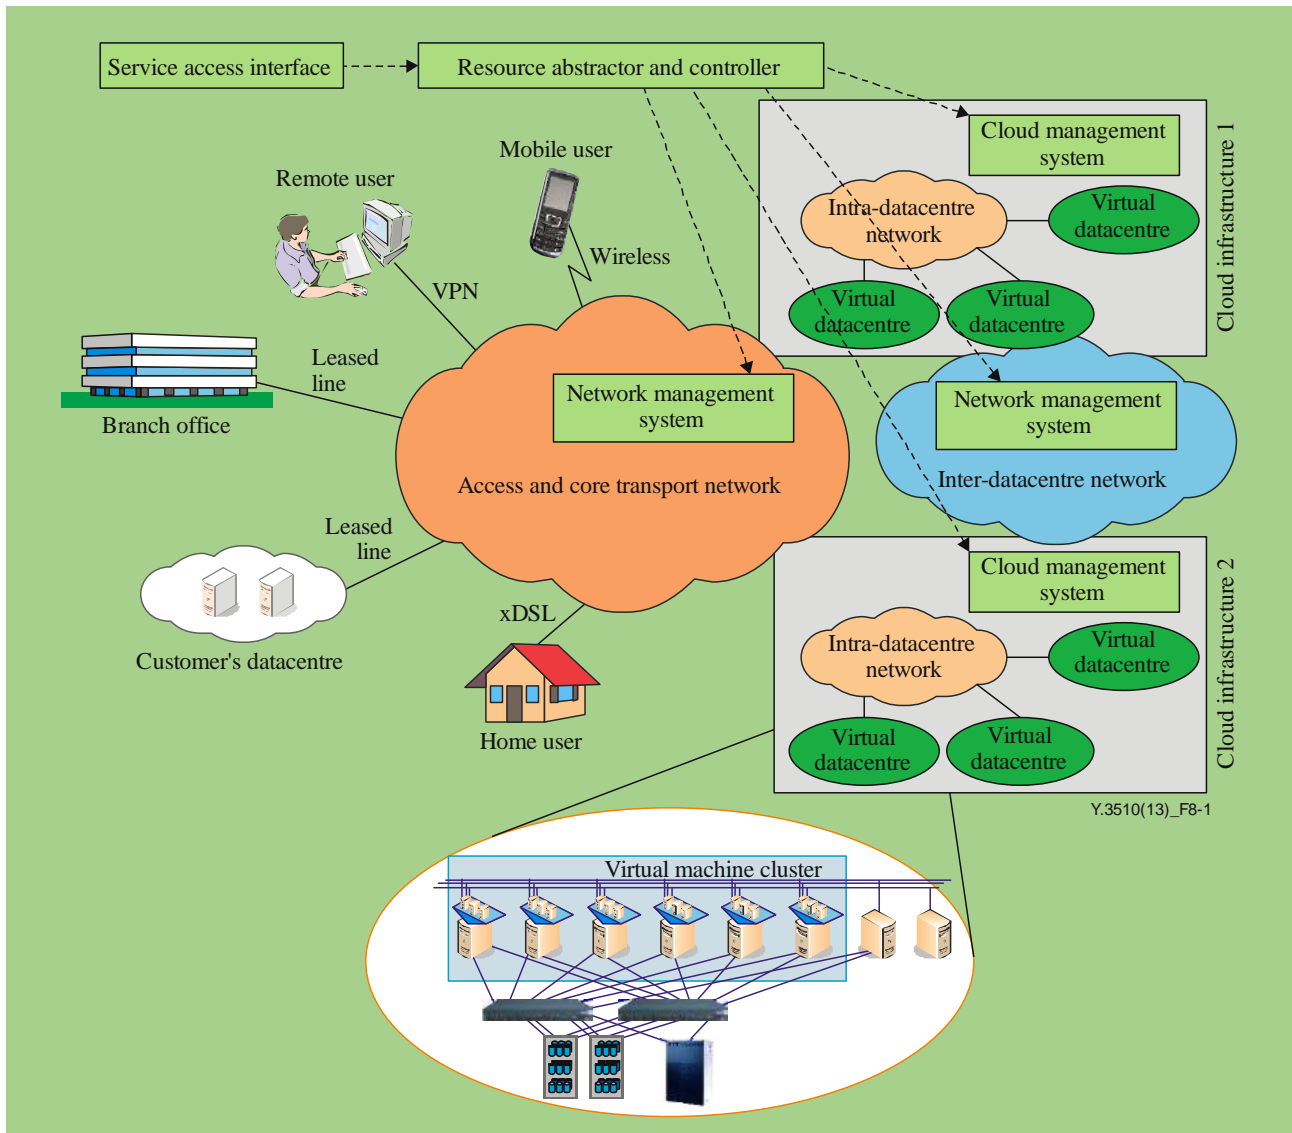 Service access interface
Resource abstractor and controller
Cloud management
system
Cloud infrastructure 1
Mobile user
Remote user
Wireless
VPN
Intra-datacentre
network
Virtual
datacentre
Virtual
datacentre
Virtual
datacentre
Leased
line
Branch office
Network management
system
Network management
system
Access and core transport network
Inter-datacentre network
Leased
line
Customer's datacentre
xDSL
Home user
Cloud management
system
Cloud infrastructure 2
Intra-datacentre
network
Virtual
datacentre
Virtual
datacentre
Virtual
datacentre
Y.3510(13)_F8-1
Virtual machine cluster